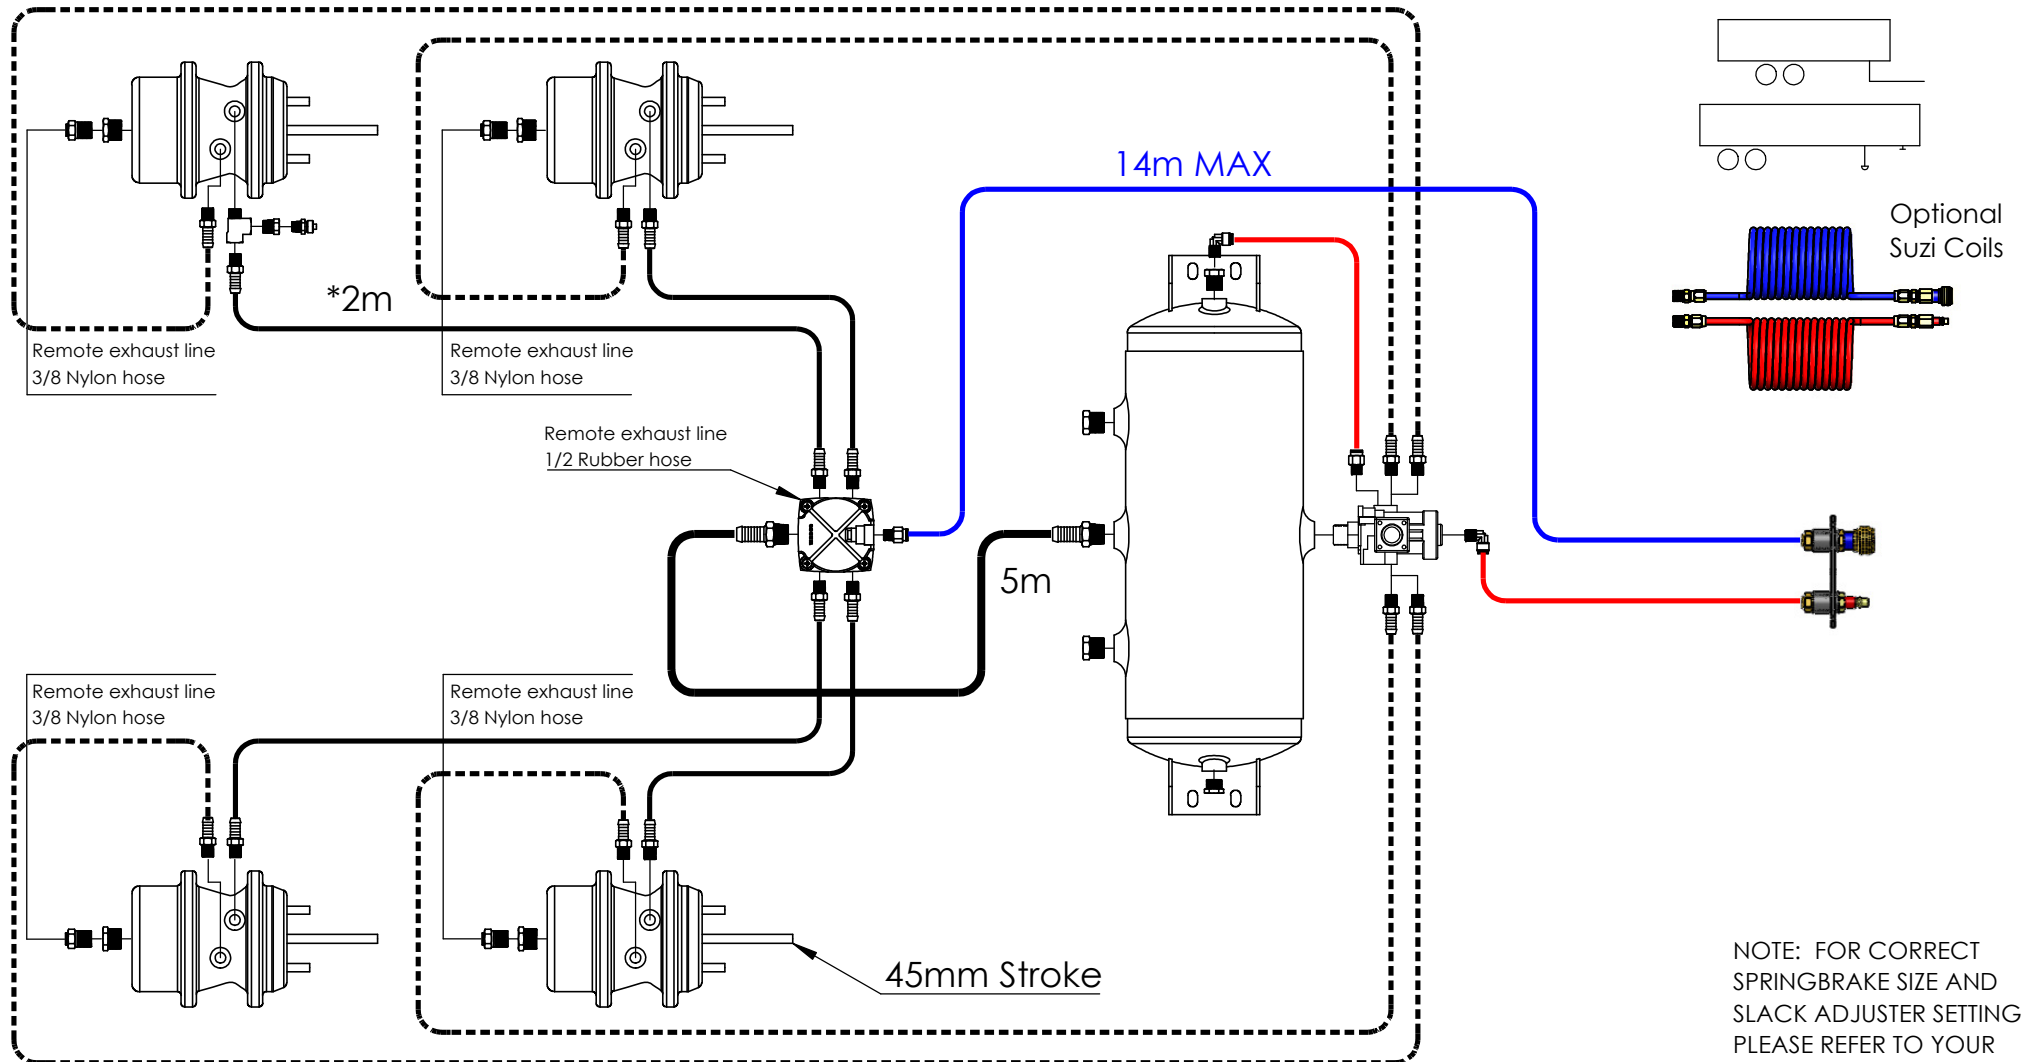 14m MAX
Optional
Suzi Coils
*2m
Remote exhaust line
3/8 Nylon hose
Remote exhaust line
3/8 Nylon hose
Remote exhaust line
1/2 Rubber hose
5m
Remote exhaust line
3/8 Nylon hose
Remote exhaust line
3/8 Nylon hose
45mm Stroke
NOTE: FOR CORRECT
SPRINGBRAKE SIZE AND
SLACK ADJUSTER SETTING
PLEASE REFER TO YOUR